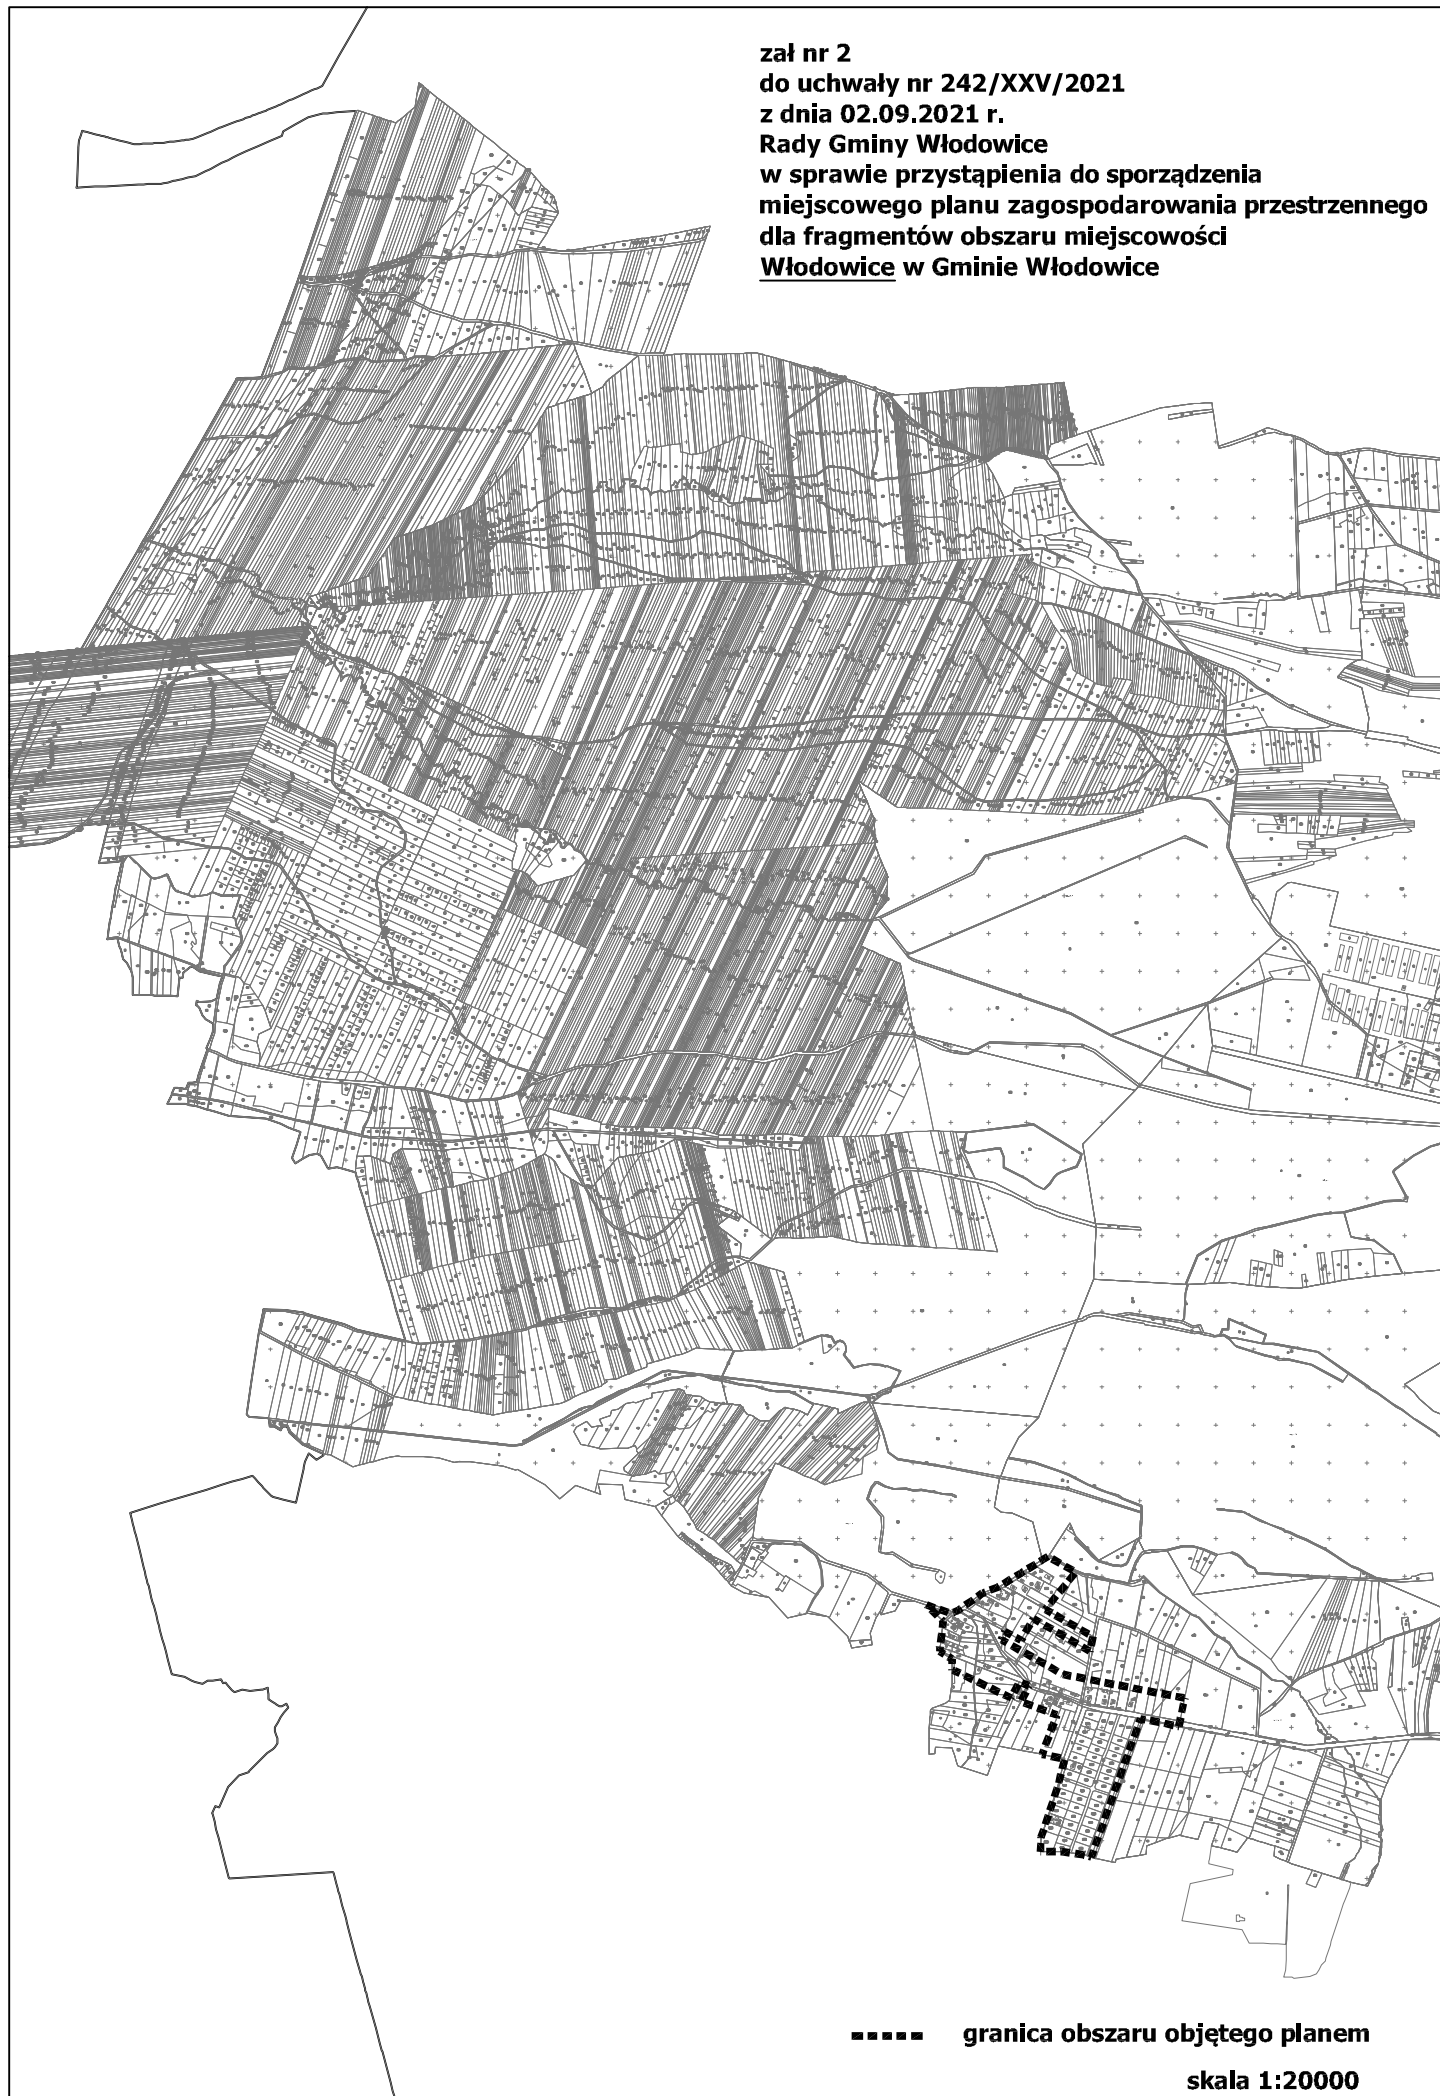 zał nr 2
do uchwały nr 242/XXV/2021
z dnia 02.09.2021 r.
Rady Gminy Włodowice
w sprawie przystąpienia do sporządzenia
miejscowego planu zagospodarowania przestrzennego
dla fragmentów obszaru miejscowości
Włodowice w Gminie Włodowice
granica obszaru objętego planem
skala 1:20000